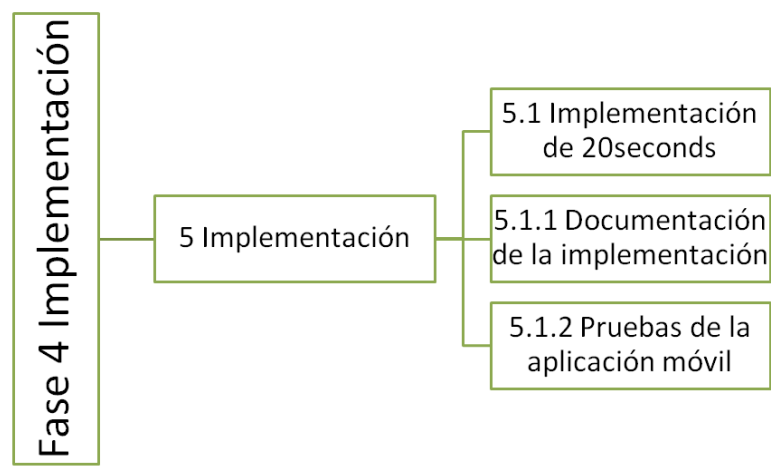 Fase 4 Implementación
5 Implementación
5.1 Implementación
de 20seconds
5.1.1 Documentación
de la implementación
5.1.2 Pruebas de la
aplicación móvil